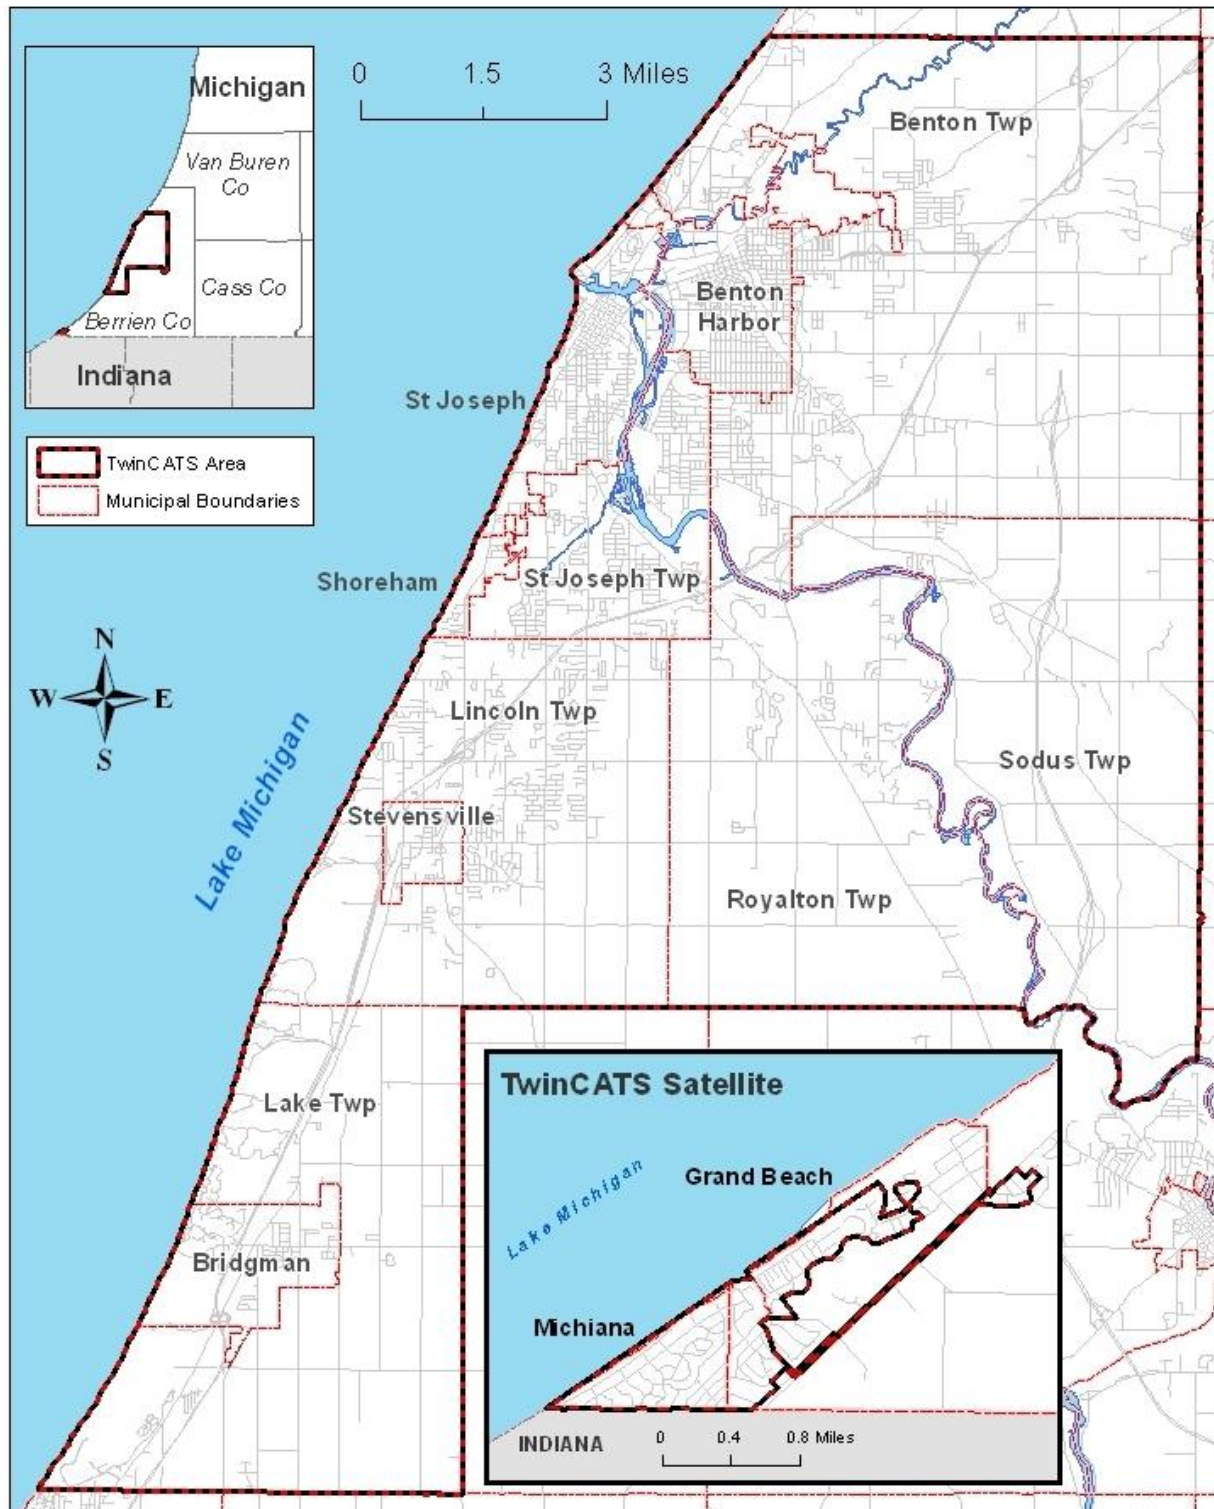 Michigan
Van Buren
Co
Cass Co
Berrien Co
Indiana
0 1.5 3 Miles
TwinCATS Area
Municipal Boundaries
Benton Twp
Benton
Harbor
St Joseph
Shoreham
St Joseph Twp
N
W E
S
Lake Michigan
Lincoln Twp
Sodus Twp
Stevensville
Royalton Twp
Lake Twp
Bridgman
TwinCATS Satellite
Grand Beach
Lake Michigan
Michiana
INDIANA
0 0.4 0.8 Miles